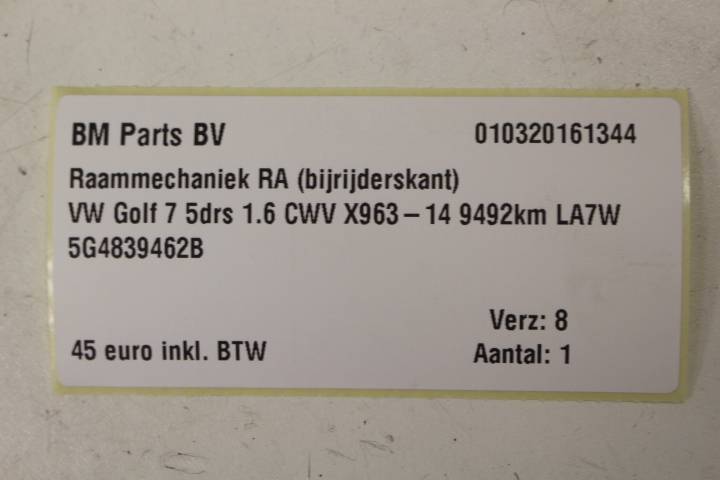 BM Parts BV 010320161344
Raammechaniek RA (bijrijderskant)
VW Golf 7 5drs 1.6 CWV X963 – 14 9492km LA7W
5G4839462B
Verz: 8
45 euro inkl. BTW Aantal: 1